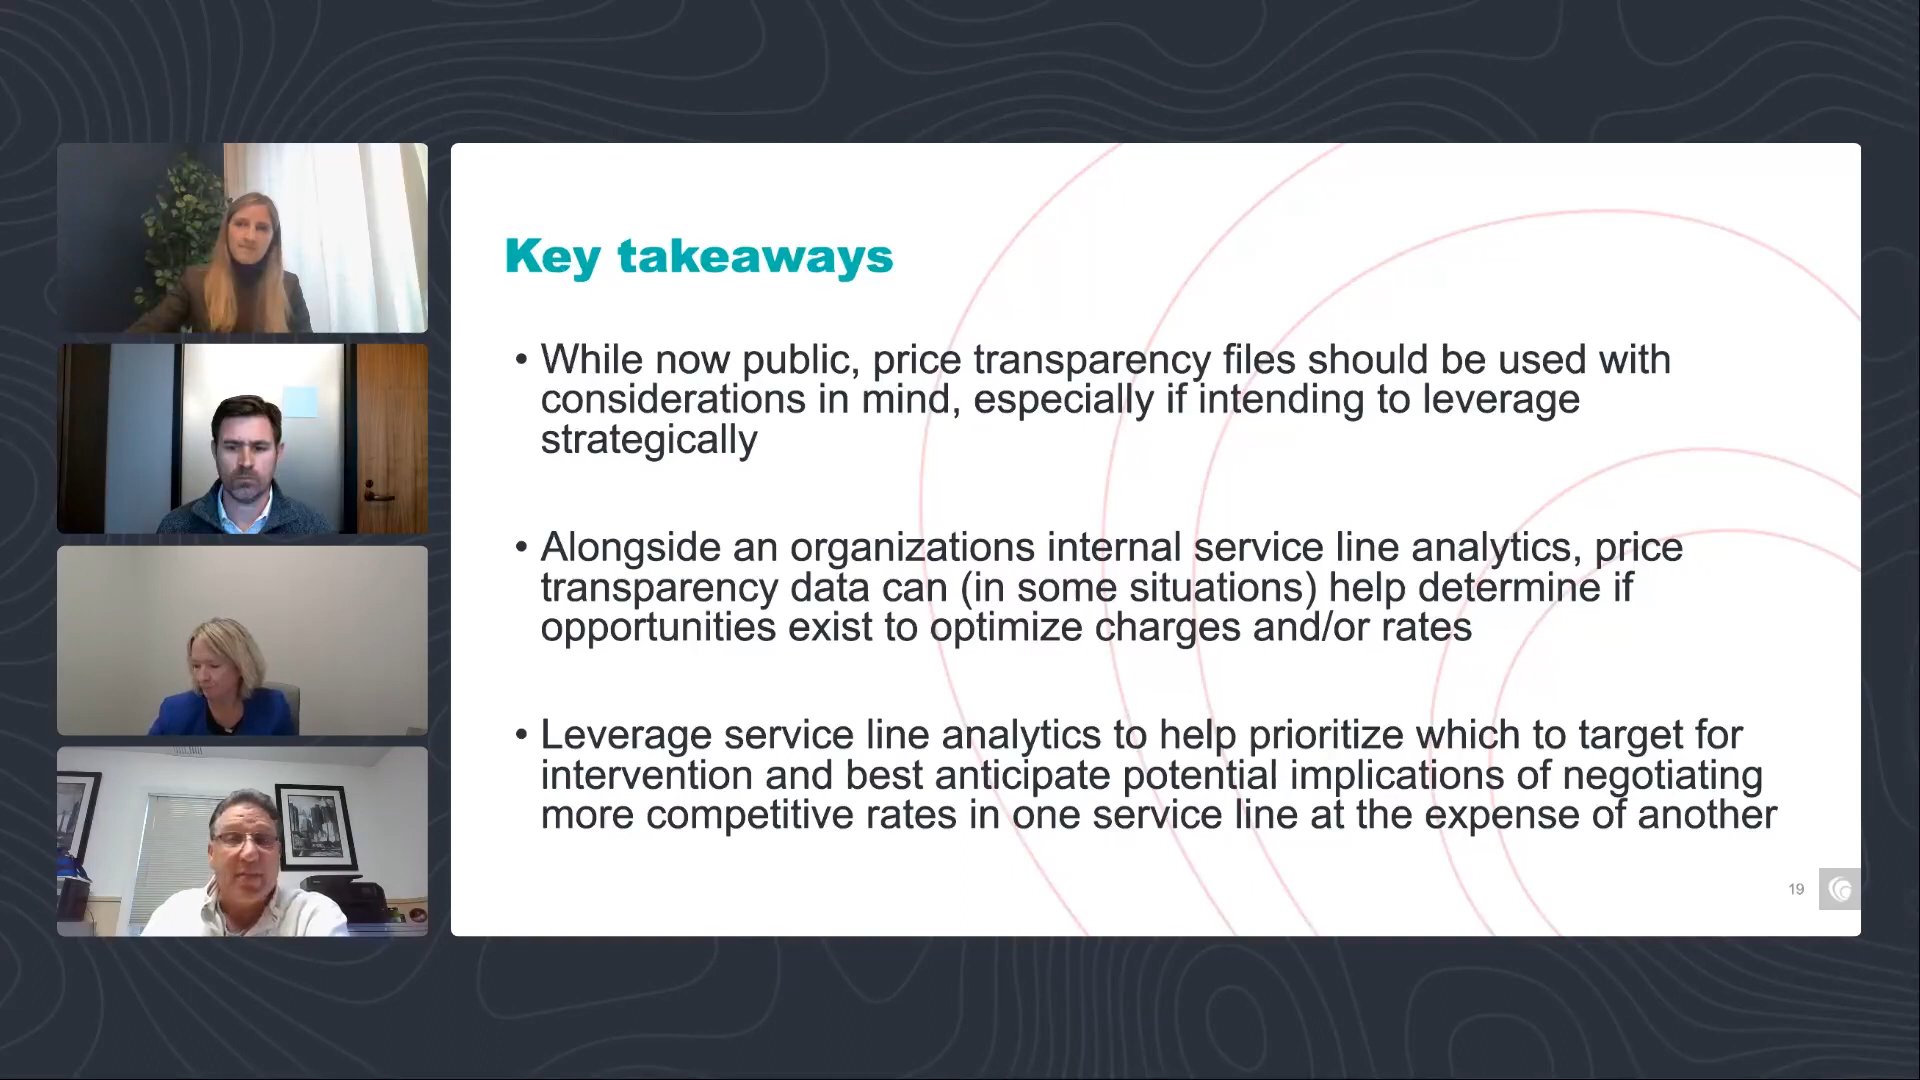 Key takeaways
• While now public, price transparency files should be used with
considerations in mind, especially if intending to leverage
strategically
• Alongside an organizations internal service line analytics, price
transparency data can (in some situations) help determine if
opportunities exist to optimize charges and/or rates
• Leverage service line analytics to help prioritize which to target for
intervention and best anticipate potential implications of negotiating
more competitive rates in one service line at the expense of another
19